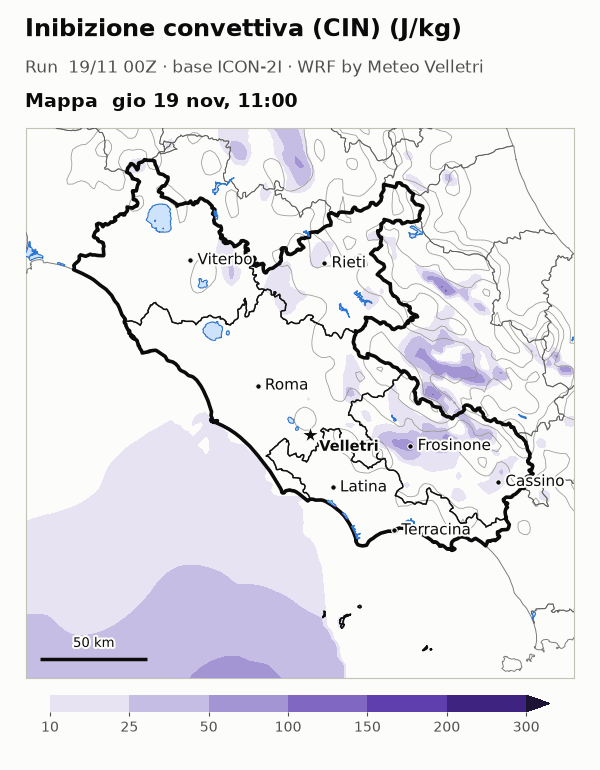 Inibizione convettiva (CIN) (J/kg)
Run  19/11 00Z · base ICON-2I · WRF by Meteo Velletri
Mappa  gio 19 nov, 11:00
Viterbo
Rieti
Roma
Velletri
Frosinone
Cassino
Latina
Terracina
50 km
10 25 50 100 150 200 300